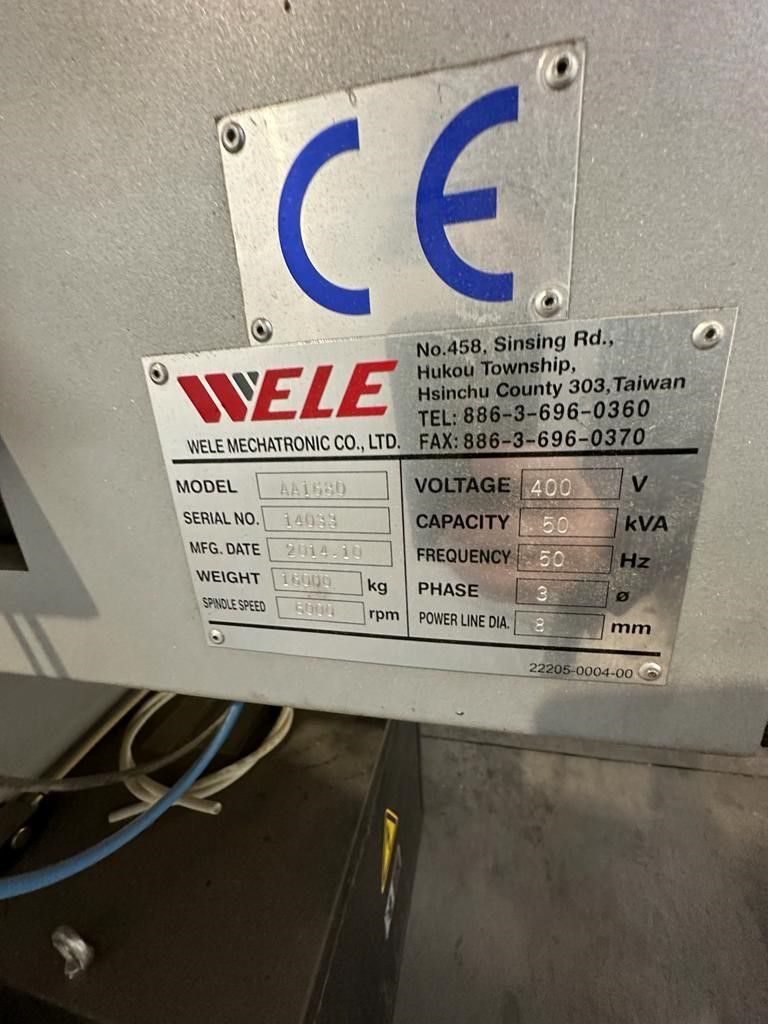 CE
WELE
WELE MECHATRONIC CO., LTD.
No.458, Sinsing Rd.,
Hukou Township,
Hsinchu County 303,Taiwan
TEL: 886-3-696-0360
FAX: 886-3-696-0370
MODEL AA1680
SERIAL NO. 14033
MFG. DATE 2014.10
WEIGHT 16000 kg
SPINDLE SPEED 6000 rpm
VOLTAGE 400 V
CAPACITY 50 kVA
FREQUENCY 50 Hz
PHASE 3 ø
POWER LINE DIA. 8 mm
22205-0004-00